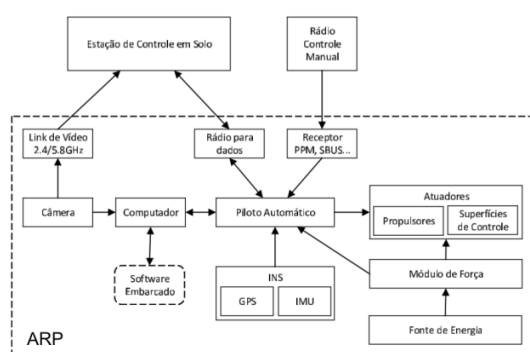 Estação de Controle em Solo
Rádio
Controle
Manual
Link de Vídeo
2.4/5.8GHz
Rádio para
dados
Receptor
PPM, SBUS...
Câmera
Computador
Piloto Automático
Atuadores
Propulsores
Superfícies
de Controle
Software
Embarcado
INS
GPS
IMU
Módulo de Força
Fonte de Energia
ARP